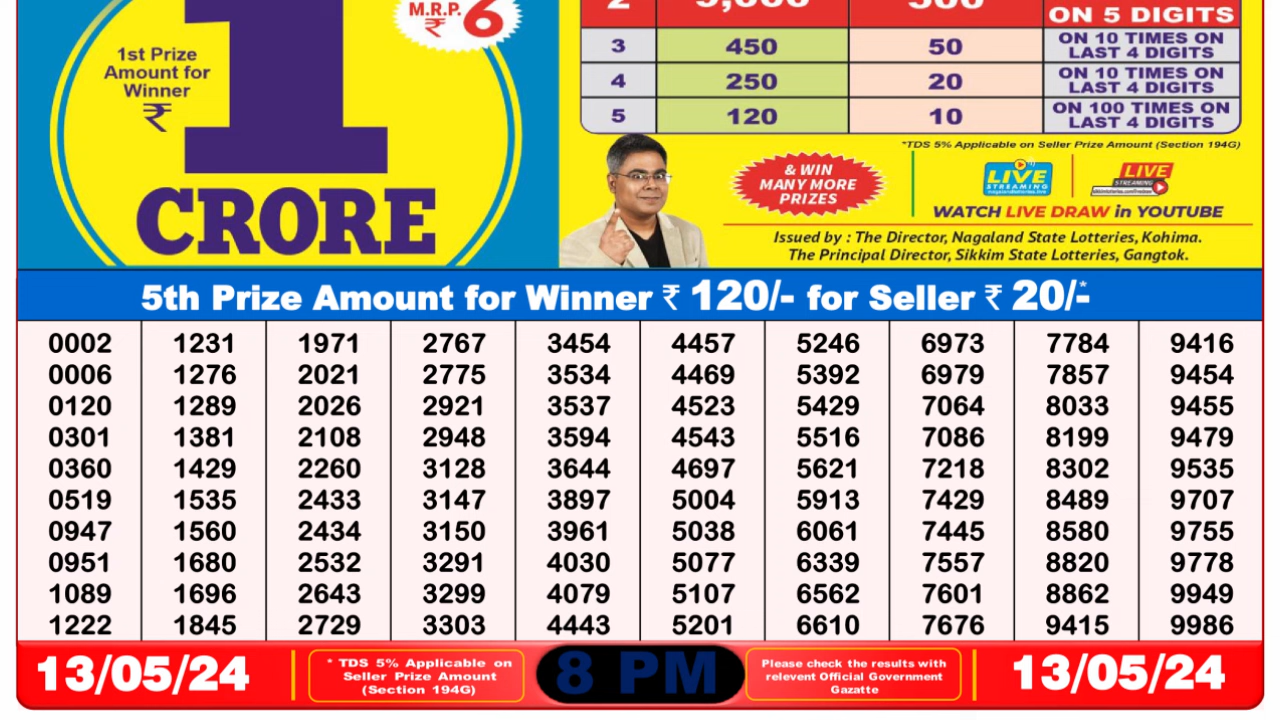 1
M.R.P.
₹ 6
1st Prize
Amount for
Winner
₹
CRORE
2 5,000 500 ON 5 DIGITS
3 450 50 ON 10 TIMES ON LAST 4 DIGITS
4 250 20 ON 10 TIMES ON LAST 4 DIGITS
5 120 10 ON 100 TIMES ON LAST 4 DIGITS
*TDS 5% Applicable on Seller Prize Amount (Section 194G)
& WIN
MANY MORE
PRIZES
LIVE
STREAMING
LIVE
STREAMING
WATCH LIVE DRAW in YOUTUBE
Issued by : The Director, Nagaland State Lotteries, Kohima.
The Principal Director, Sikkim State Lotteries, Gangtok.
5th Prize Amount for Winner ₹ 120/- for Seller ₹ 20/-*
0002 1231 1971 2767 3454 4457 5246 6973 7784 9416
0006 1276 2021 2775 3534 4469 5392 6979 7857 9454
0120 1289 2026 2921 3537 4523 5429 7064 8033 9455
0301 1381 2108 2948 3594 4543 5516 7086 8199 9479
0360 1429 2260 3128 3644 4697 5621 7218 8302 9535
0519 1535 2433 3147 3897 5004 5913 7429 8489 9707
0947 1560 2434 3150 3961 5038 6061 7445 8580 9755
0951 1680 2532 3291 4030 5077 6339 7557 8820 9778
1089 1696 2643 3299 4079 5107 6562 7601 8862 9949
1222 1845 2729 3303 4443 5201 6610 7676 9415 9986
13/05/24
* TDS 5% Applicable on
Seller Prize Amount
(Section 194G)
8 PM
Please check the results with
relevent Official Government
Gazatte
13/05/24